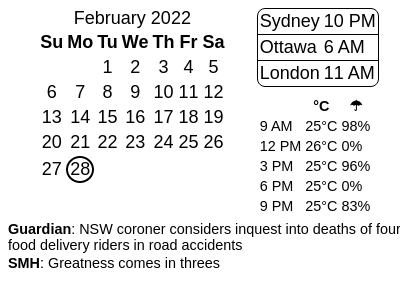 February 2022
Su Mo Tu We Th Fr Sa
1 2 3 4 5
6 7 8 9 10 11 12
13 14 15 16 17 18 19
20 21 22 23 24 25 26
27 28
Sydney 10 PM
Ottawa 6 AM
London 11 AM
°C ☂
9 AM 25°C 98%
12 PM 26°C 0%
3 PM 25°C 96%
6 PM 25°C 0%
9 PM 25°C 83%
Guardian: NSW coroner considers inquest into deaths of four
food delivery riders in road accidents
SMH: Greatness comes in threes